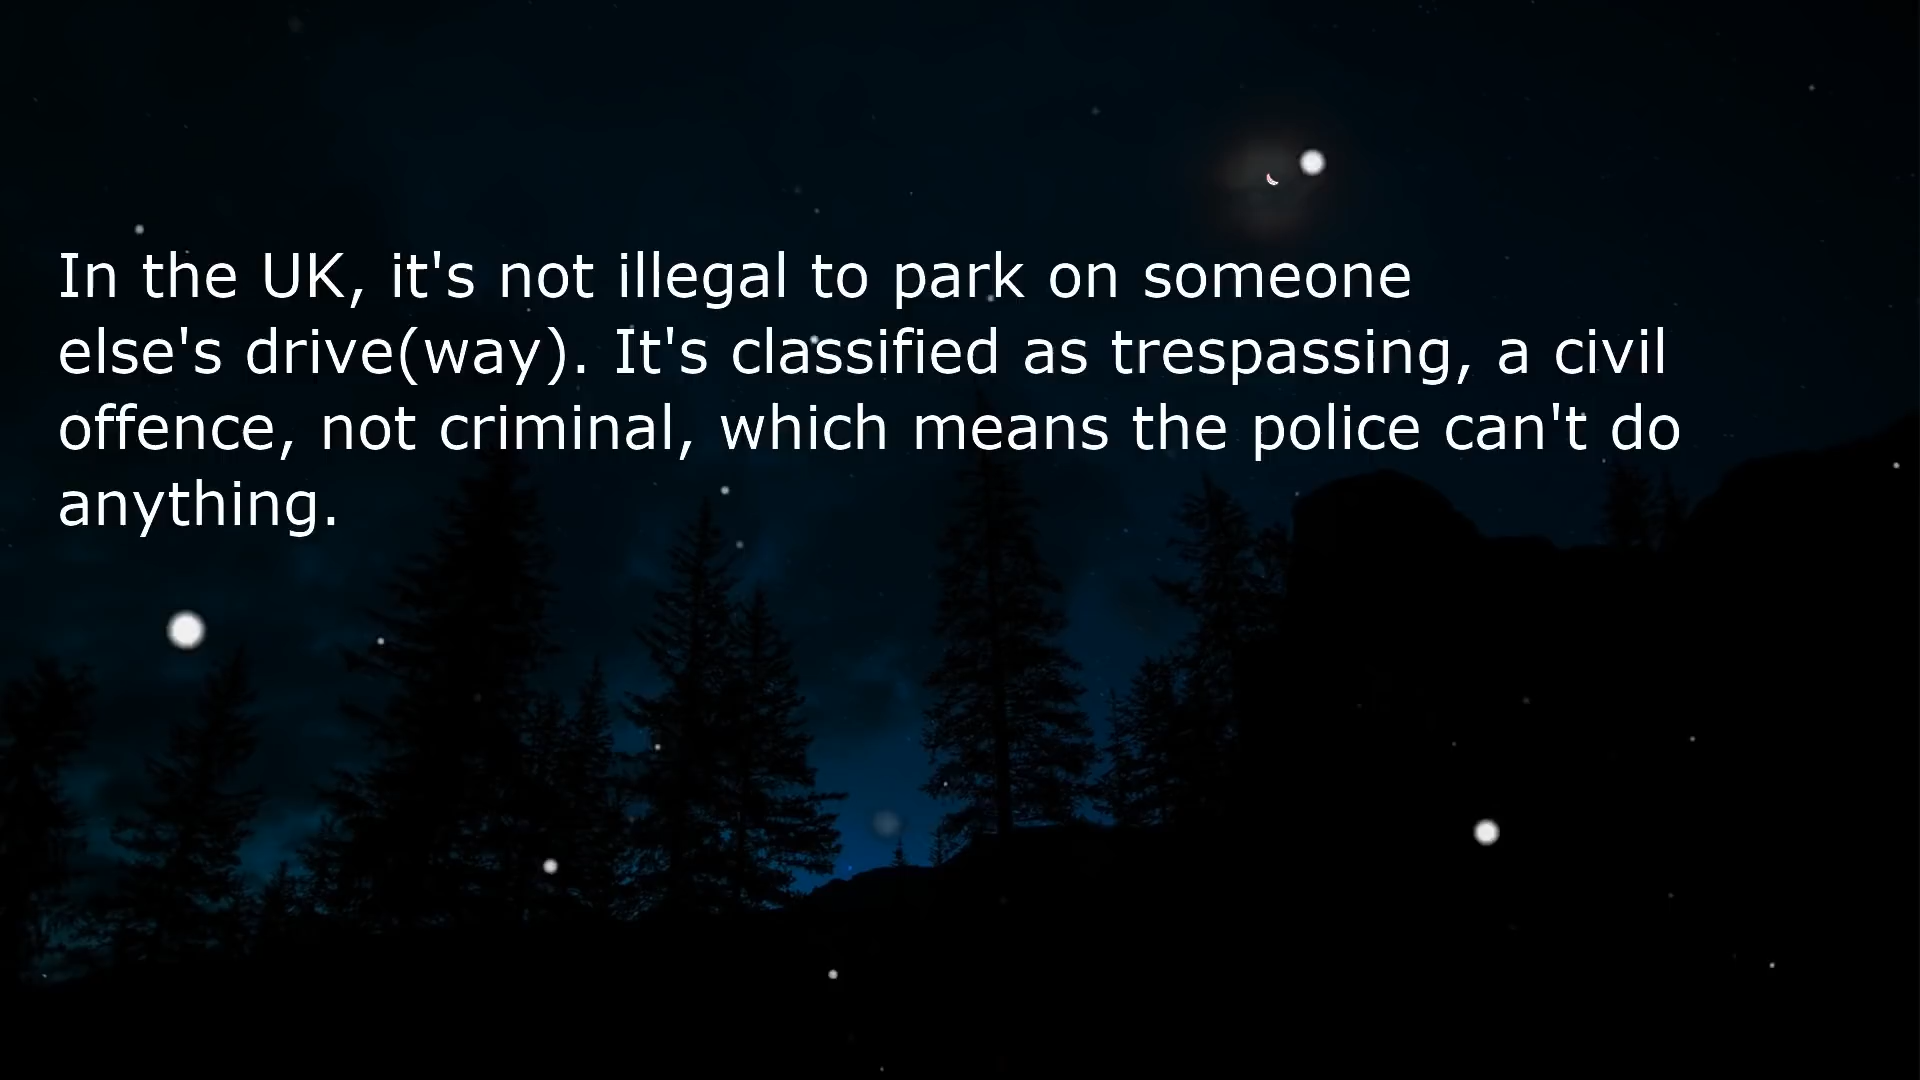 In the UK, it's not illegal to park on someone
else's drive(way). It's classified as trespassing, a civil
offence, not criminal, which means the police can't do
anything.